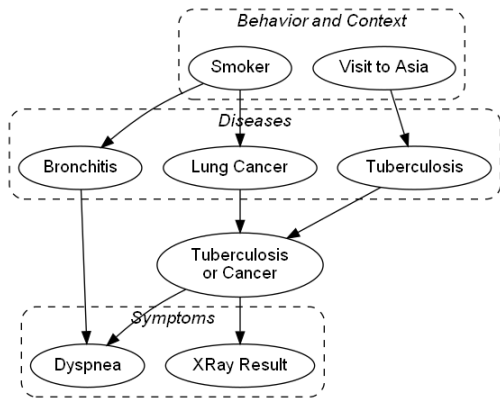 Behavior and Context
Smoker
Visit to Asia
Diseases
Bronchitis
Lung Cancer
Tuberculosis
Tuberculosis
or Cancer
Symptoms
Dyspnea
XRay Result